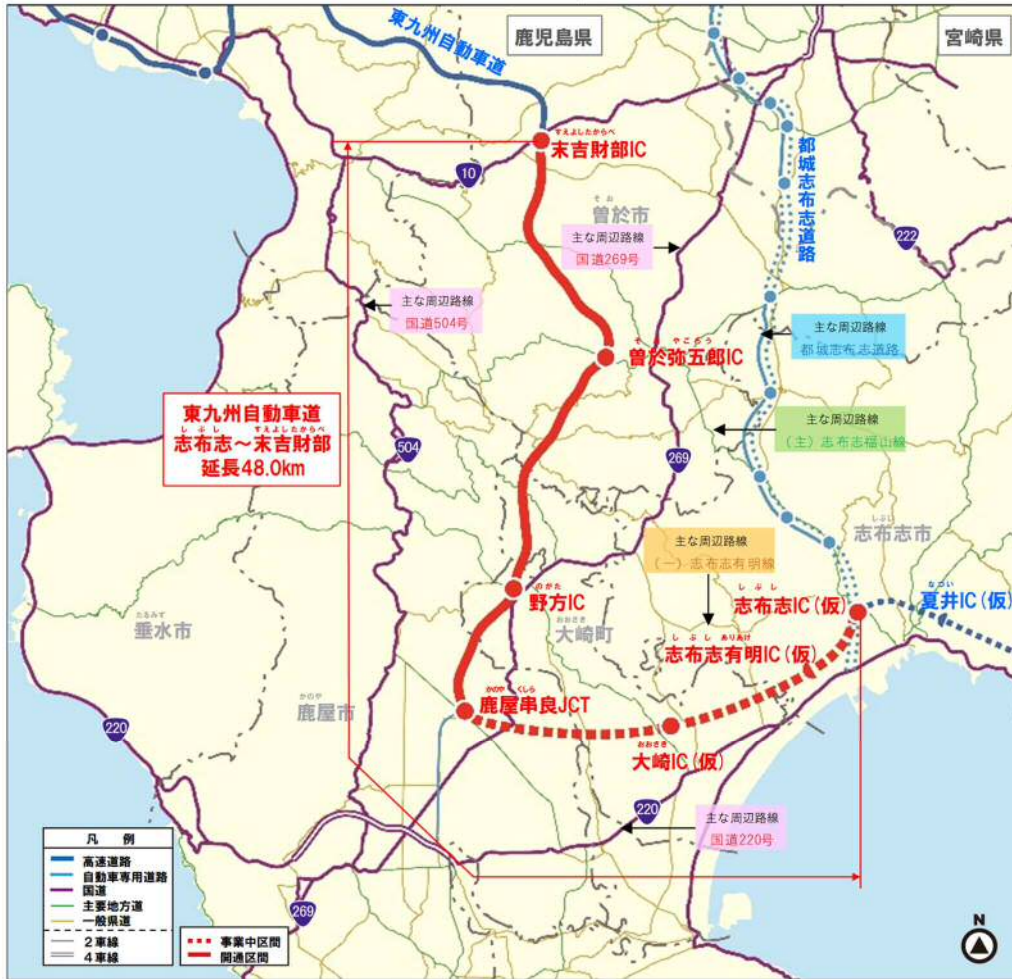 鹿児島県
宮崎県
東九州自動車道
すえよしたからべ
末吉財部IC
10
都城志布志道路
そお
曽於市
主な周辺路線
国道269号
222
主な周辺路線
国道504号
主な周辺路線
都城志布志道路
そ お やごろう
曽於弥五郎IC
東九州自動車道
しぶし すえよしたからべ
志布志～末吉財部
延長48.0km
504
269
主な周辺路線
(主)志布志福山線
しぶし
志布志市
主な周辺路線
(一)志布志有明線
のがた
野方IC
おおさき
大崎町
しぶし
志布志IC(仮)
なつい
夏井IC(仮)
たるみず
垂水市
しぶし ありあけ
志布志有明IC(仮)
かのや
鹿屋市
かのや くしら
鹿屋串良JCT
おおさき
大崎IC(仮)
220
220
主な周辺路線
国道220号
269
凡 例
高速道路
自動車専用道路
国道
主要地方道
一般県道
2車線
4車線
事業中区間
開通区間
N